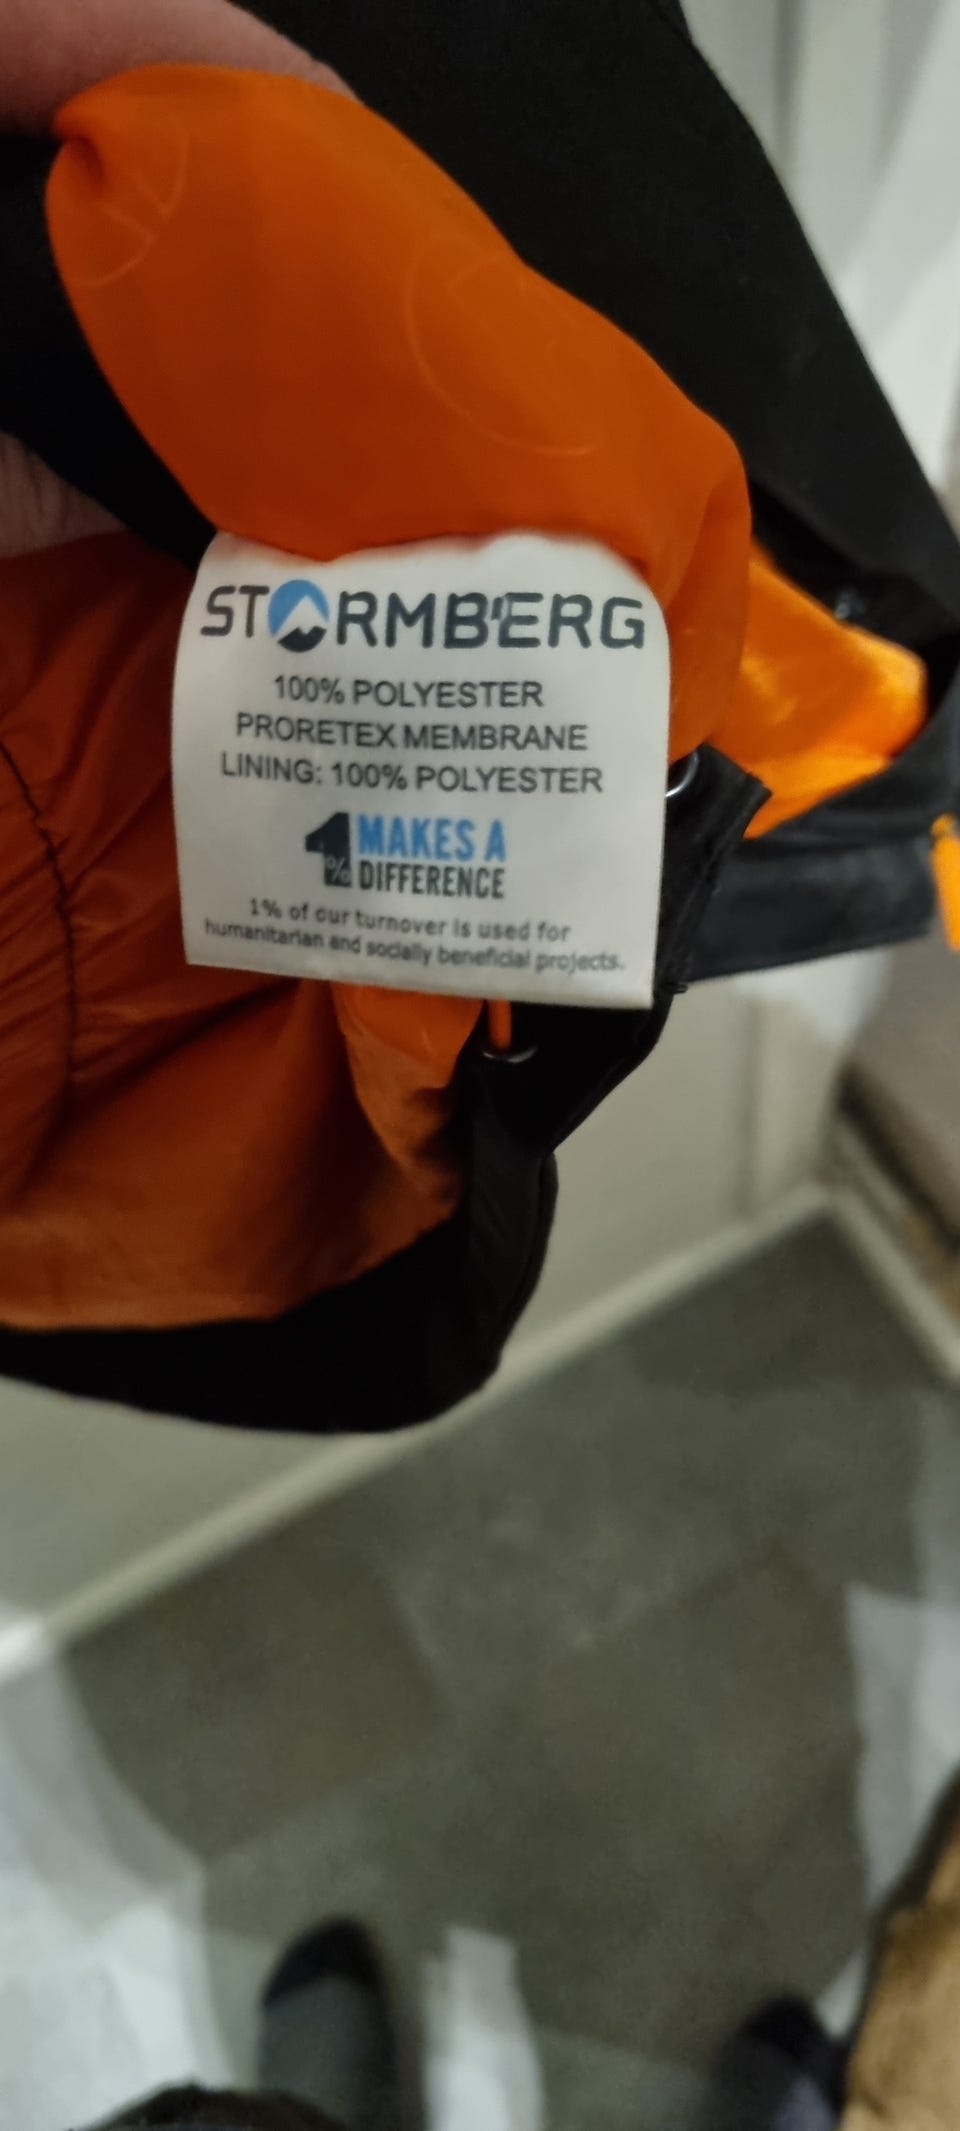 STORMBERG
100% POLYESTER
PRORETEX MEMBRANE
LINING: 100% POLYESTER
1% MAKES A
DIFFERENCE
1% of our turnover is used for
humanitarian and socially beneficial projects.